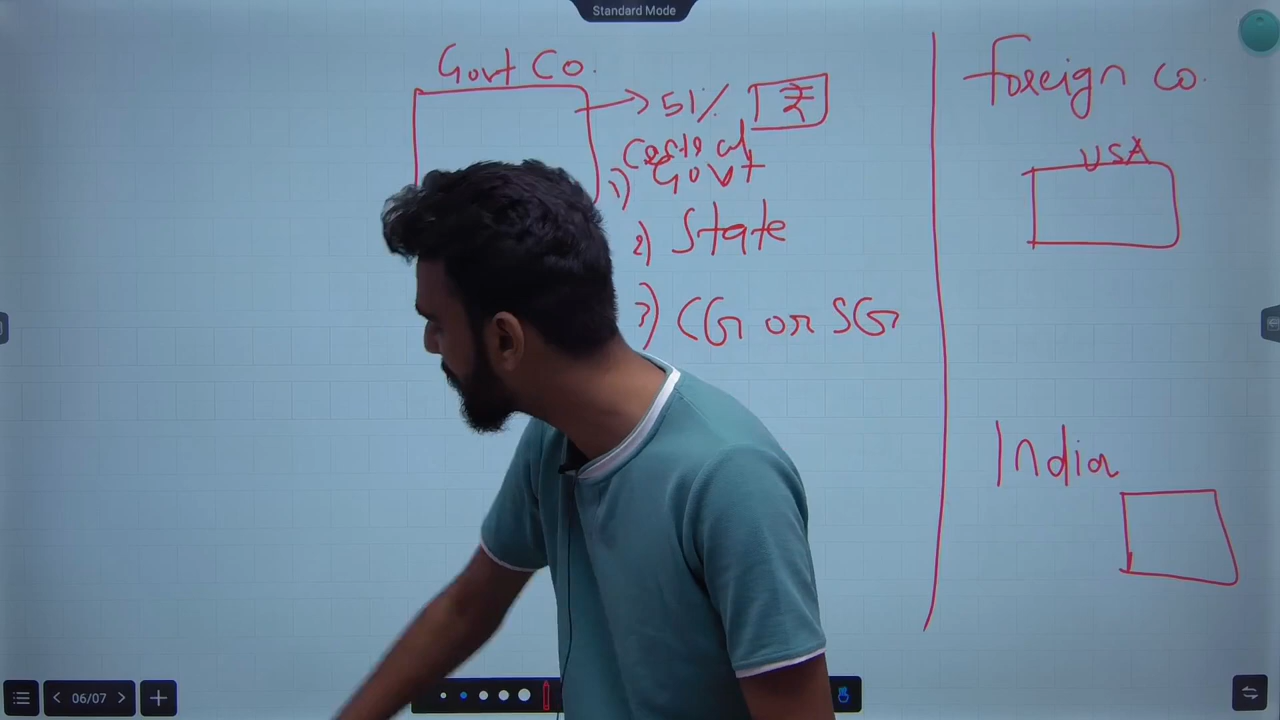 Standard Mode
Govt Co.
51% ₹
Central
1) Govt
2) State
3) CG or SG
foreign co.
USA
India
06/07